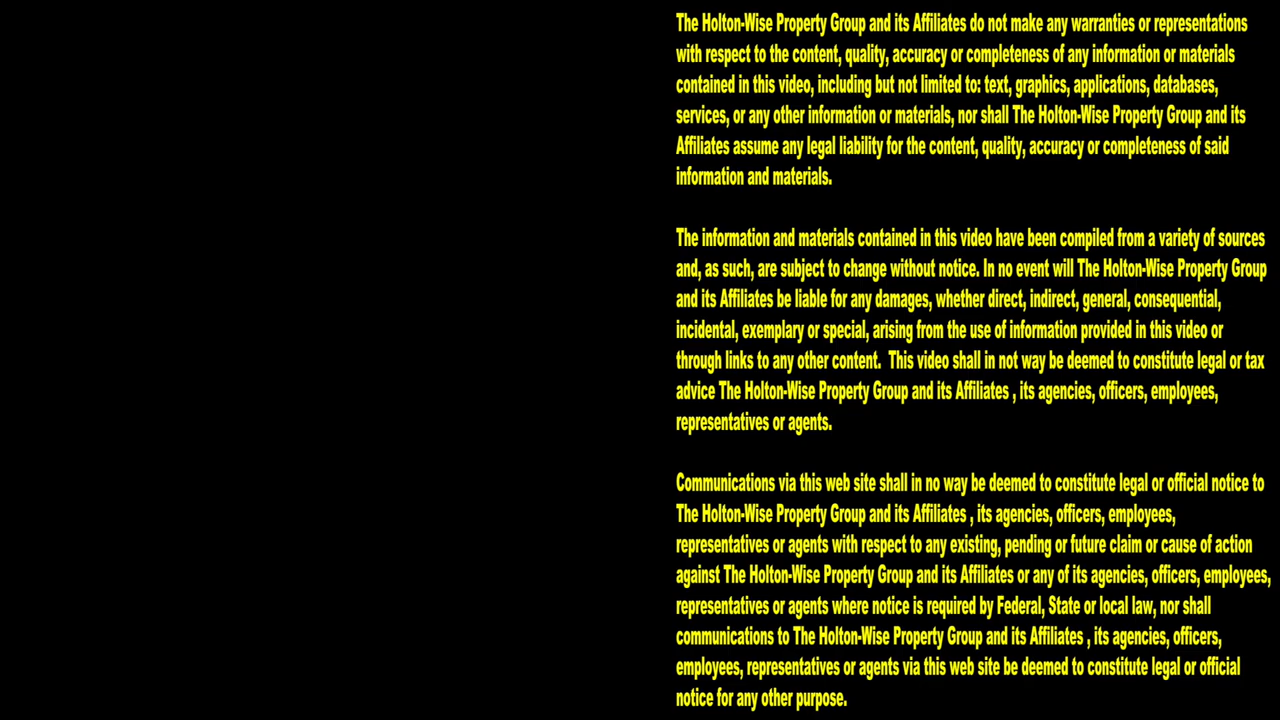 The Holton-Wise Property Group and its Affiliates do not make any warranties or representations
with respect to the content, quality, accuracy or completeness of any information or materials
contained in this video, including but not limited to: text, graphics, applications, databases,
services, or any other information or materials, nor shall The Holton-Wise Property Group and its
Affiliates assume any legal liability for the content, quality, accuracy or completeness of said
information and materials.
The information and materials contained in this video have been compiled from a variety of sources
and, as such, are subject to change without notice. In no event will The Holton-Wise Property Group
and its Affiliates be liable for any damages, whether direct, indirect, general, consequential,
incidental, exemplary or special, arising from the use of information provided in this video or
through links to any other content.  This video shall in not way be deemed to constitute legal or tax
advice The Holton-Wise Property Group and its Affiliates , its agencies, officers, employees,
representatives or agents.
Communications via this web site shall in no way be deemed to constitute legal or official notice to
The Holton-Wise Property Group and its Affiliates , its agencies, officers, employees,
representatives or agents with respect to any existing, pending or future claim or cause of action
against The Holton-Wise Property Group and its Affiliates or any of its agencies, officers, employees,
representatives or agents where notice is required by Federal, State or local law, nor shall
communications to The Holton-Wise Property Group and its Affiliates , its agencies, officers,
employees, representatives or agents via this web site be deemed to constitute legal or official
notice for any other purpose.